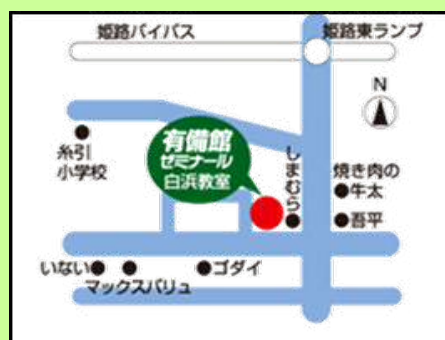 姫路バイパス
姫路東ランプ
N
糸引
小学校
有備館
ゼミナール
白浜教室
しまむら
焼き肉の
牛太
吾平
いない
マックスバリュ
ゴダイ